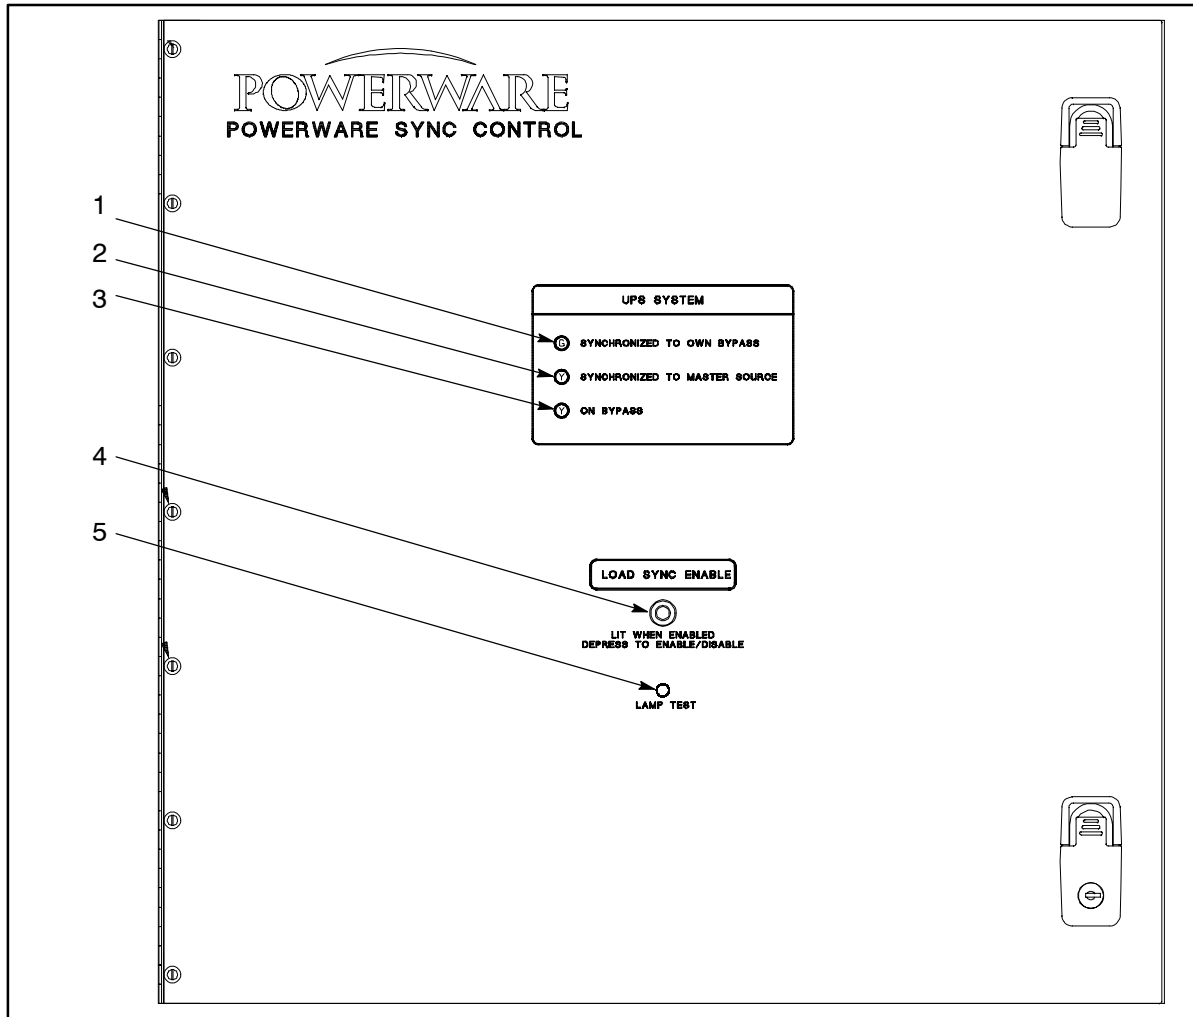 POWERWARE
POWERWARE SYNC CONTROL
1
2
3
UPS SYSTEM
G SYNCHRONIZED TO OWN BYPASS
Y SYNCHRONIZED TO MASTER SOURCE
Y ON BYPASS
4
5
LOAD SYNC ENABLE
LIT WHEN ENABLED
DEPRESS TO ENABLE/DISABLE
LAMP TEST